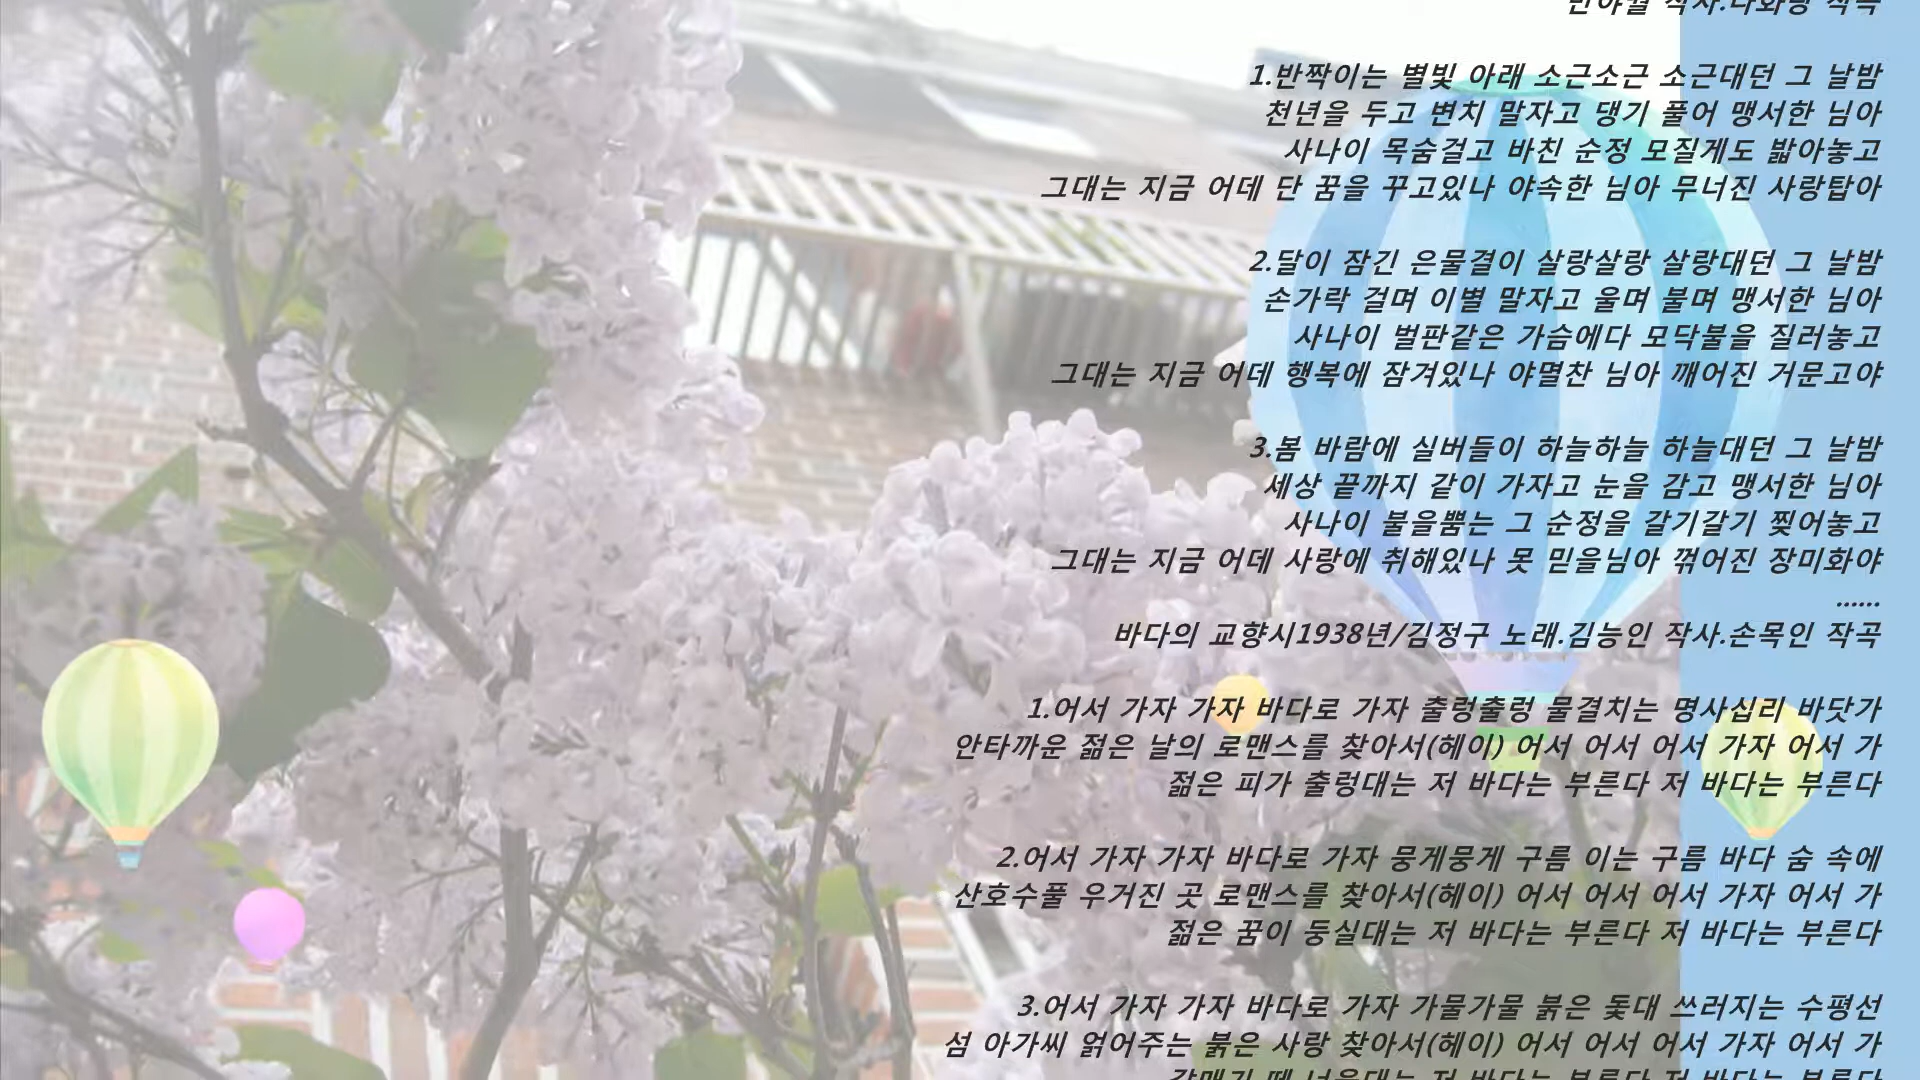 반야월 작사.나화랑 작곡
1.반짝이는 별빛 아래 소근소근 소근대던 그 날밤
천년을 두고 변치 말자고 댕기 풀어 맹서한 님아
사나이 목숨걸고 바친 순정 모질게도 밟아놓고
그대는 지금 어데 단 꿈을 꾸고있나 야속한 님아 무너진 사랑탑아
2.달이 잠긴 은물결이 살랑살랑 살랑대던 그 날밤
손가락 걸며 이별 말자고 울며 불며 맹서한 님아
사나이 벌판같은 가슴에다 모닥불을 질러놓고
그대는 지금 어데 행복에 잠겨있나 야멸찬 님아 깨어진 거문고야
3.봄 바람에 실버들이 하늘하늘 하늘대던 그 날밤
세상 끝까지 같이 가자고 눈을 감고 맹서한 님아
사나이 불을뿜는 그 순정을 갈기갈기 찢어놓고
그대는 지금 어데 사랑에 취해있나 못 믿을님아 꺾어진 장미화야
......
바다의 교향시1938년/김정구 노래.김능인 작사.손목인 작곡
1.어서 가자 가자 바다로 가자 출렁출렁 물결치는 명사십리 바닷가
안타까운 젊은 날의 로맨스를 찾아서(헤이) 어서 어서 어서 가자 어서 가
젊은 피가 출렁대는 저 바다는 부른다 저 바다는 부른다
2.어서 가자 가자 바다로 가자 뭉게뭉게 구름 이는 구름 바다 숨 속에
산호수풀 우거진 곳 로맨스를 찾아서(헤이) 어서 어서 어서 가자 어서 가
젊은 꿈이 둥실대는 저 바다는 부른다 저 바다는 부른다
3.어서 가자 가자 바다로 가자 가물가물 붉은 돛대 쓰러지는 수평선
섬 아가씨 얽어주는 붉은 사랑 찾아서(헤이) 어서 어서 어서 가자 어서 가
저 바다는 부른다 저 바다는 부른다